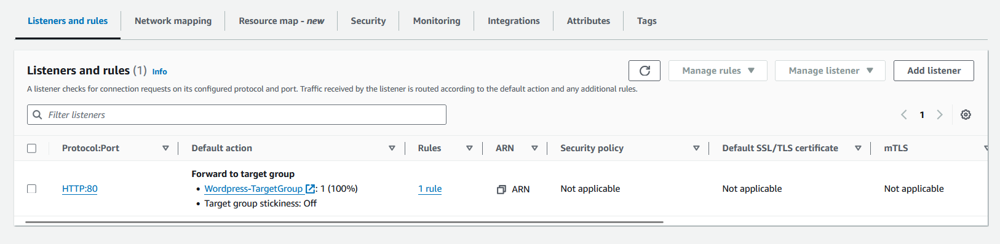 Listeners and rules Network mapping Resource map - new Security Monitoring Integrations Attributes Tags
Listeners and rules (1) Info
Manage rules Manage listener Add listener
A listener checks for connection requests on its configured protocol and port. Traffic received by the listener is routed according to the default action and any additional rules.
Filter listeners
1
Protocol:Port Default action Rules ARN Security policy Default SSL/TLS certificate mTLS
Forward to target group
HTTP:80 • Wordpress-TargetGroup : 1 (100%) 1 rule ARN Not applicable Not applicable Not applicable
• Target group stickiness: Off